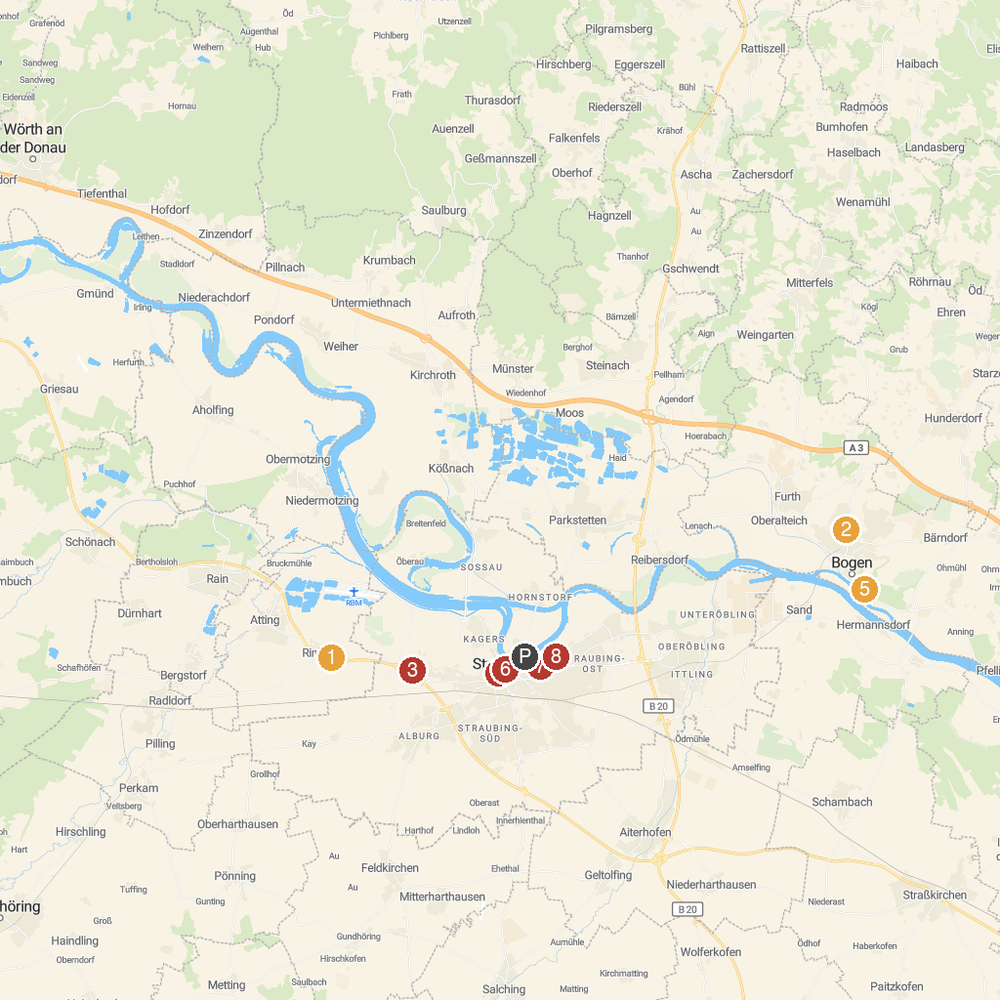 Grafenöd
Öd
Utzenzell
Pilgramsberg
Augenthal
Pichlberg
Rattiszell
Welhern
Hub
Hirschberg
Eggerszell
Sandweg
Haibach
Sandweg
Eidenzell
Hornau
Frath
Thurasdorf
Riederszell
Bühl
Radmoos
Wörth an
der Donau
Auenzell
Falkenfels
Krähof
Bumhofen
Landasberg
Geßmannszell
Haselbach
Oberhof
Ascha
Zachersdorf
Tiefenthal
Hofdorf
Saulburg
Hagnzell
Au
Wenamühl
Au
Leithen
Zinzendorf
Stadldorf
Pillnach
Krumbach
Thanhof
Gschwendt
Mitterfels
Röhrnau
Öd
Gmünd
Irling
Niederachdorf
Untermiethnach
Kögl
Ehren
Pondorf
Aufroth
Bärnzell
Aign
Weingarten
Weiher
Berghof
Grub
Herfurth
Kirchroth
Münster
Steinach
Pellham
Griesau
Wiedenhof
Agendorf
Aholfing
Moos
Hunderdorf
Hoerabach
A 3
Obermotzing
Kößnach
Haid
Puchhof
Niedermotzing
Furth
Breitenfeld
Parkstetten
Lenach
Oberalteich
2
Schönach
Bärndorf
Bertholsloh
Bruckmühle
Öberau
SOSSAU
Reibersdorf
Bogen
Ohmühl
Rain
RBM
HORNSTORF
5
Dürnhart
Atting
UNTERÖBLING
Sand
Hermannsdorf
Anning
KAGERS
OBERÖBLING
Schafhöfen
1
3
6
P
8
OST
Bergstorf
ITTLING
Radldorf
B 20
ALBURG
STRAUBING-
SÜD
Pilling
Kay
Ödmühle
Grollhof
Amselfing
Perkam
Veitsberg
Oberast
Schambach
Hirschling
Oberharthausen
Harthof
Lindloh
Innerhienthal
Aiterhofen
Hart
Au
Feldkirchen
Ehethal
Geltolfing
Pönning
Niederharthausen
Tuffing
Au
Mitterharthausen
Straßkirchen
Gunting
Niederast
B 20
Groß
Gundhöring
Haindling
Aumühle
Ödhof
Haberkofen
Oberndorf
Hirschkofen
Wolferkofen
Metting
Saulbach
Kirchmatting
Salching
Matting
Paitzkofen